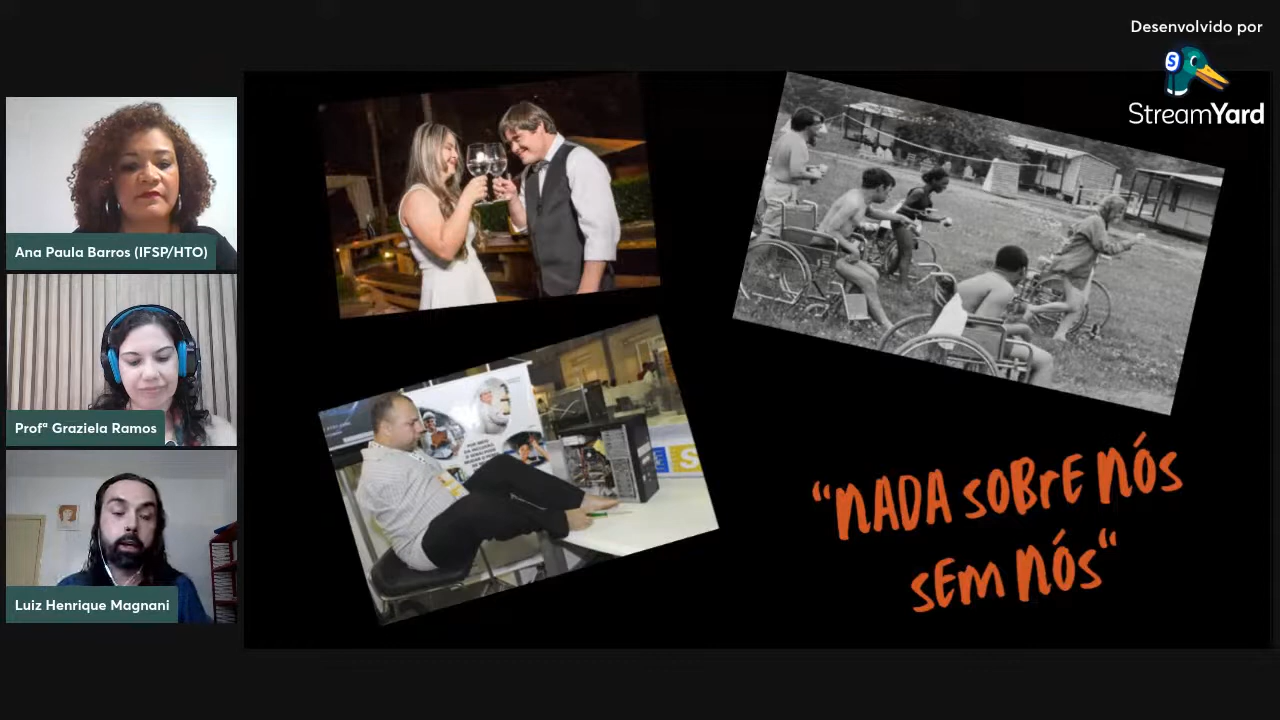 Desenvolvido por
StreamYard
Ana Paula Barros (IFSP/HTO)
Profª Graziela Ramos
Luiz Henrique Magnani
“NADA SOBRE NÓS
SEM NÓS“